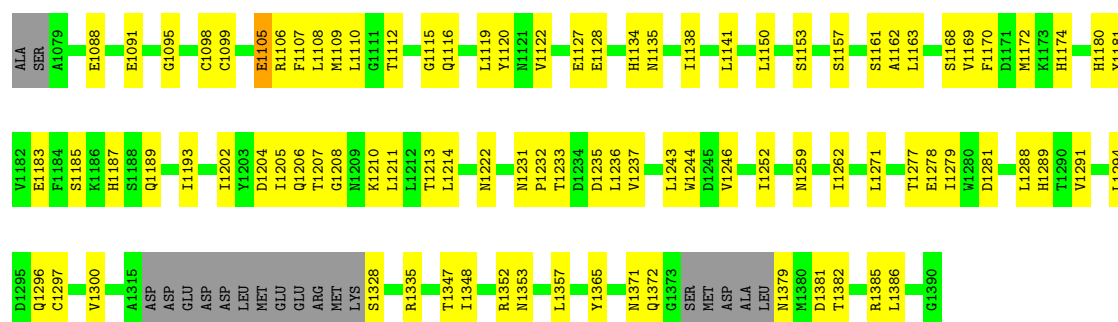 ALA SER A1079 E1088 E1091 G1095 C1098 C1099 E1105 R1106 F1107 L1108 M1109 L1110 G1111 T1112 G1115 Q1116 L1119 Y1120 N1121 V1122 E1127 E1128 H1134 N1135 I1138 L1141 L1150 S1153 S1157 S1161 A1162 L1163 S1168 V1169 F1170 D1171 M1172 K1173 H1174 H1180 Y1181
V1182 E1183 F1184 S1185 K1186 H1187 S1188 Q1189 I1193 I1202 Y1203 D1204 I1205 Q1206 T1207 G1208 N1209 K1210 L1211 L1212 T1213 L1214 N1222 N1231 P1232 T1233 D1234 D1235 L1236 V1237 L1243 W1244 D1245 V1246 I1252 N1259 I1262 L1271 T1277 E1278 I1279 W1280 D1281 L1288 H1289 T1290 V1291 L1294
D1295 Q1296 C1297 V1300 A1315 ASP ASP GLU ASP ASP LEU MET GLU GLU ARG MET LYS S1328 R1335 T1347 I1348 R1352 N1353 L1357 Y1365 N1371 Q1372 G1373 SER MET ASP ALA LEU N1379 M1380 D1381 T1382 R1385 L1386 G1390